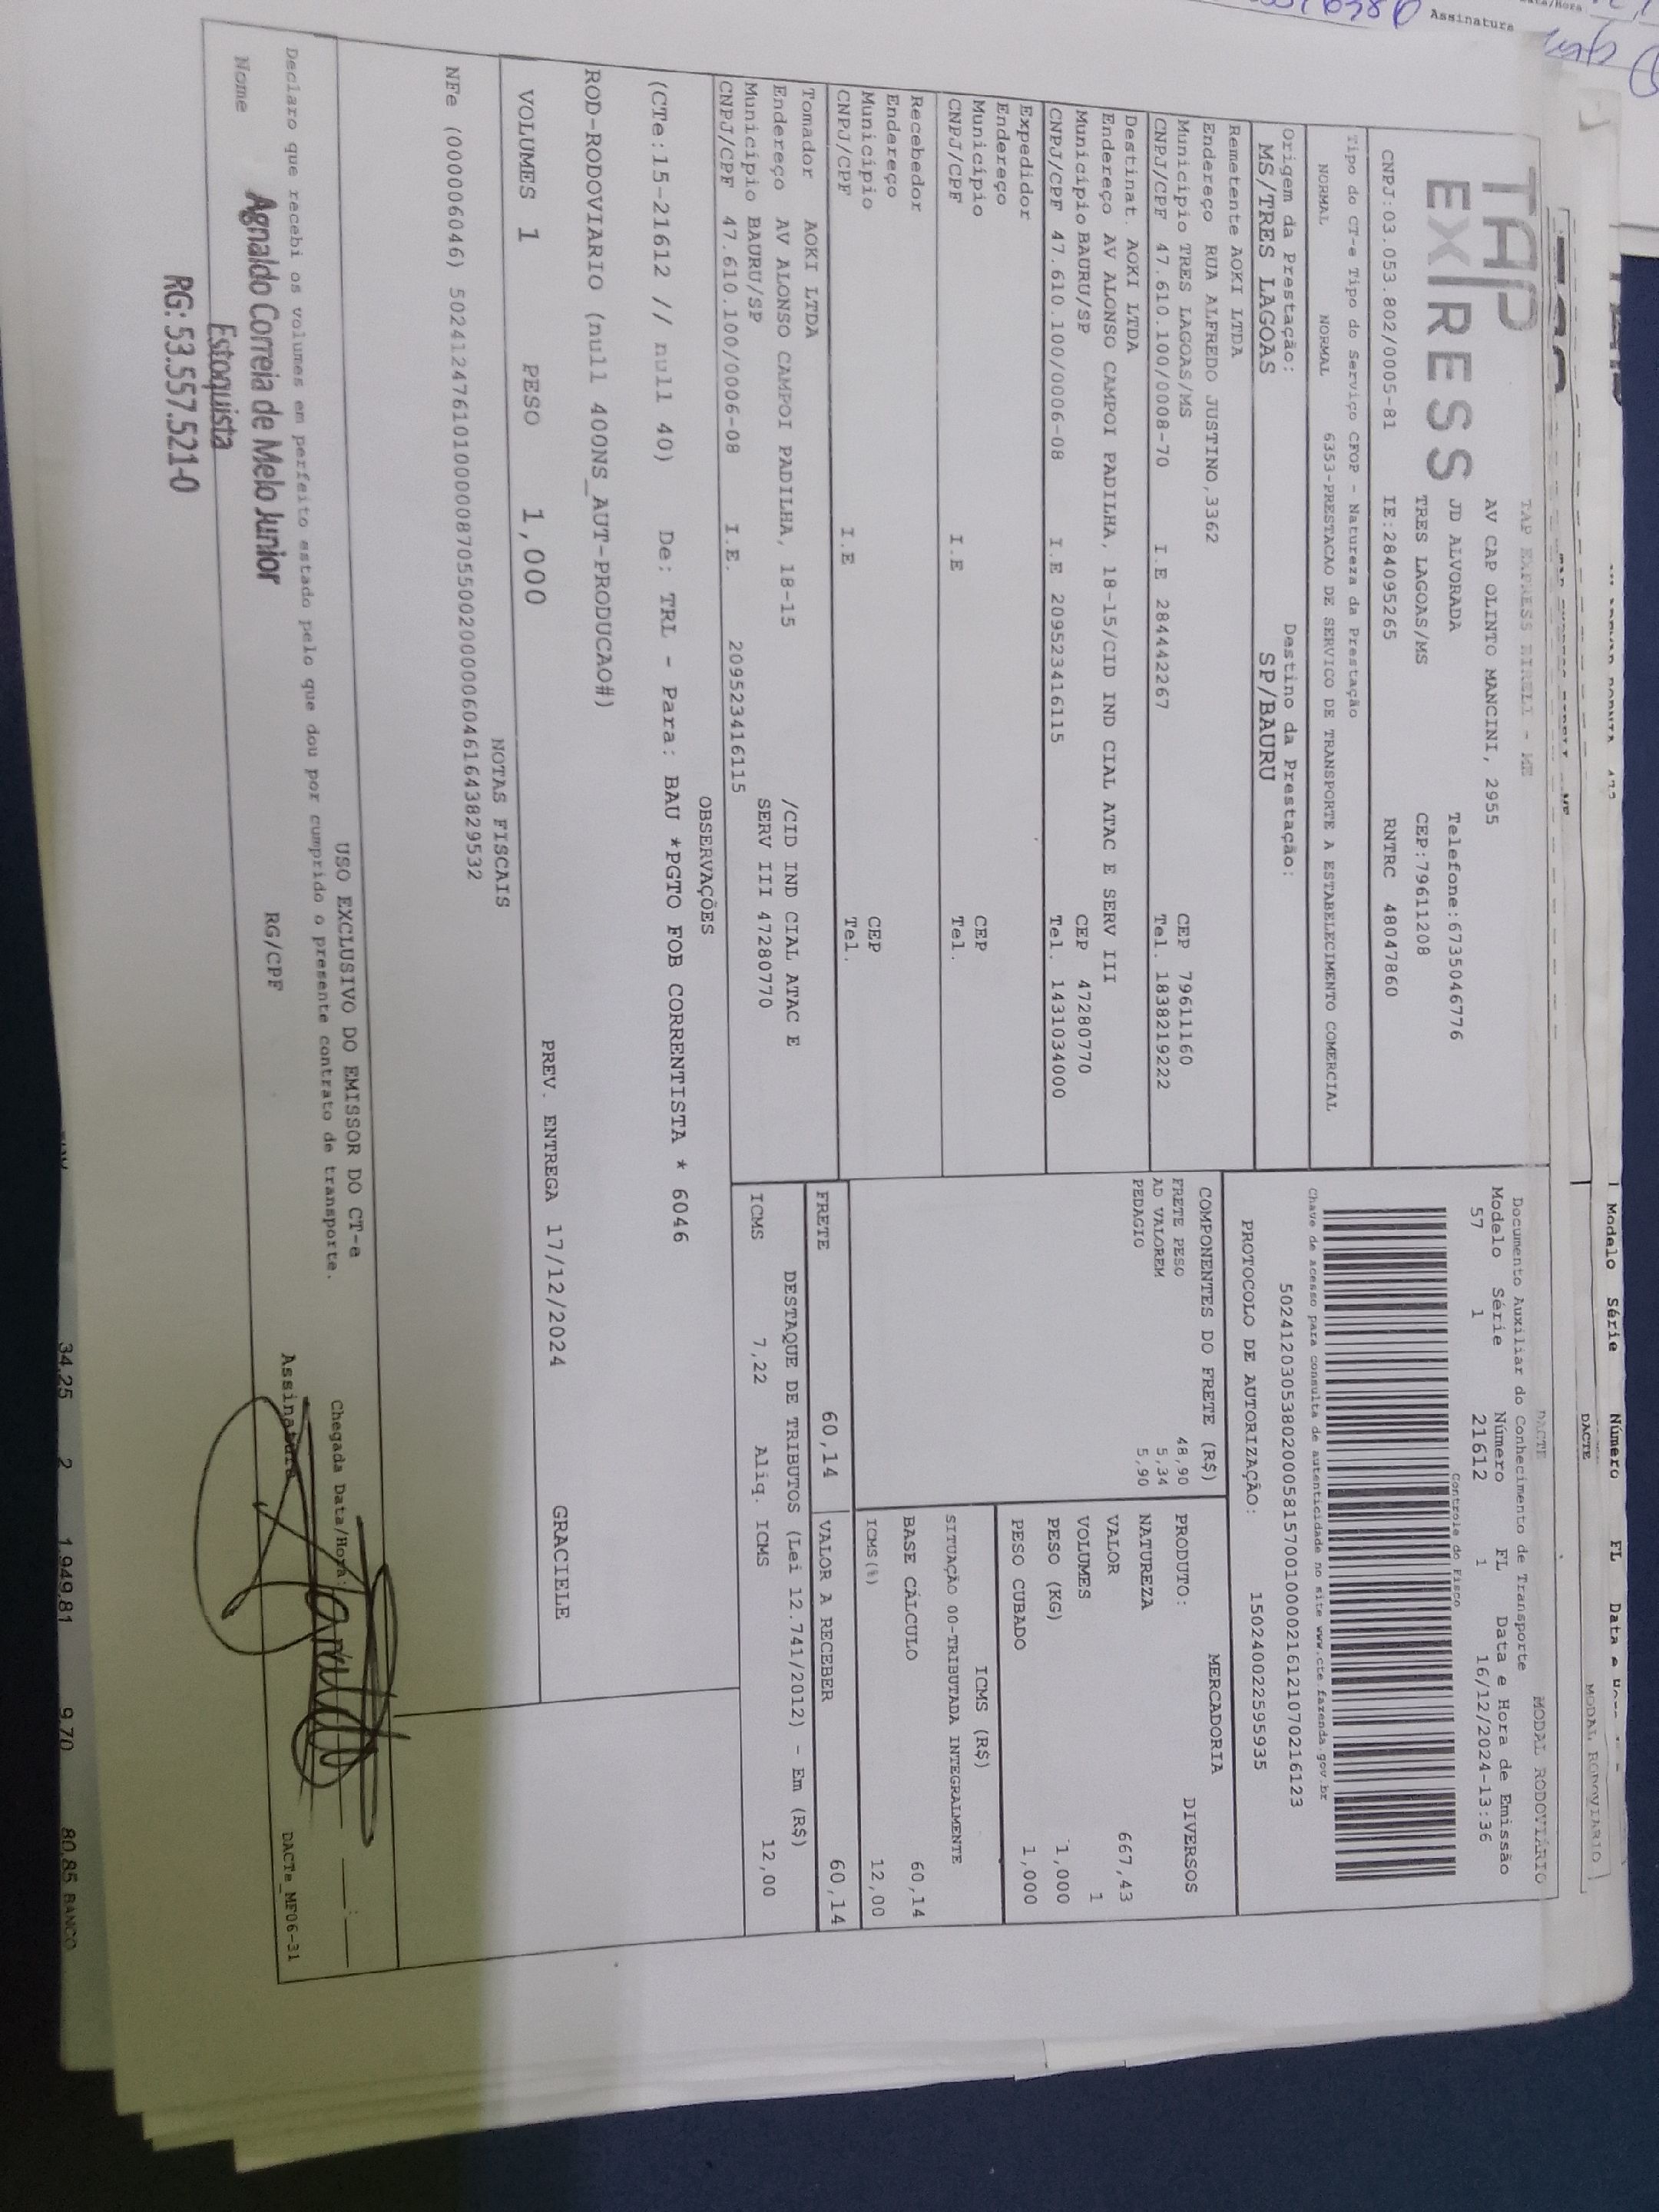 Assinatura
Modelo Série Número FL
DACTE
MODAL RODOVIARIO
TAP EXPRESS
TAP EXPRESS EIRELI - ME
AV CAP OLINTO MANCINI, 2955
JD ALVORADA Telefone:6735046776
TRES LAGOAS/MS CEP:79611208
CNPJ:03.053.802/0005-81 IE:284095265 RNTRC 48047860
DACTE MODAL RODOVIÁRIO
Documento Auxiliar do Conhecimento de Transporte
Modelo Série Número FL Data e Hora de Emissão
57 1 21612 1 16/12/2024-13:36
Controle do Fisco
Chave de acesso para consulta de autenticidade no site www.cte.fazenda.gov.br
50241203053802000581570010000216121070216123
PROTOCOLO DE AUTORIZAÇÃO: 150240022595935
Tipo do CT-e Tipo do Serviço CFOP - Natureza da Prestação
NORMAL NORMAL 6353-PRESTACAO DE SERVICO DE TRANSPORTE A ESTABELECIMENTO COMERCIAL
Origem da Prestação: Destino da Prestação:
MS/TRES LAGOAS SP/BAURU
Remetente AOKI LTDA
Endereço RUA ALFREDO JUSTINO,3362
Município TRES LAGOAS/MS CEP 79611160
CNPJ/CPF 47.610.100/0008-70 I.E 284442267 Tel. 1838219222
Destinat. AOKI LTDA
Endereço AV ALONSO CAMPOI PADILHA, 18-15/CID IND CIAL ATAC E SERV III
Município BAURU/SP CEP 47280770
CNPJ/CPF 47.610.100/0006-08 I.E 209523416115 Tel. 1431034000
Expedidor
Endereço
Município CEP
CNPJ/CPF I.E Tel.
Recebedor
Endereço
Município CEP
CNPJ/CPF I.E Tel.
Tomador AOKI LTDA
Endereço AV ALONSO CAMPOI PADILHA, 18-15 /CID IND CIAL ATAC E
Município BAURU/SP SERV III 47280770
CNPJ/CPF 47.610.100/0006-08 I.E. 209523416115
COMPONENTES DO FRETE (R$)
FRETE PESO 48,90
AD VALOREM 5,34
PEDAGIO 5,90
MERCADORIA
PRODUTO: DIVERSOS
NATUREZA
VALOR 667,43
VOLUMES 1
PESO (KG) 1,000
PESO CUBADO 1,000
ICMS (R$)
SITUAÇÃO 00-TRIBUTADA INTEGRALMENTE
BASE CÁLCULO 60,14
ICMS(%) 12,00
FRETE 60,14 VALOR A RECEBER 60,14
DESTAQUE DE TRIBUTOS (Lei 12.741/2012) - Em (R$)
ICMS 7,22 Aliq. ICMS 12,00
OBSERVAÇÕES
(CTe:15-21612 // null 40) De: TRL - Para: BAU *PGTO FOB CORRENTISTA * 6046
ROD-RODOVIARIO (null 400NS_AUT-PRODUCAO#)
VOLUMES 1 PESO 1,000 PREV. ENTREGA 17/12/2024 GRACIELE
NOTAS FISCAIS
NFe (000006046) 50241247610100000870550020000060461643829532
USO EXCLUSIVO DO EMISSOR DO CT-e
Declaro que recebi os volumes em perfeito estado pelo que dou por cumprido o presente contrato de transporte.
Chegada Data/Hora:
Nome RG/CPF Assinatura
Agnaldo Correia de Melo Junior
Estoquista
RG: 53.557.521-0
DACTe_MF06-31
34,25 2 1.949,81 9,70 80,85 BANCO